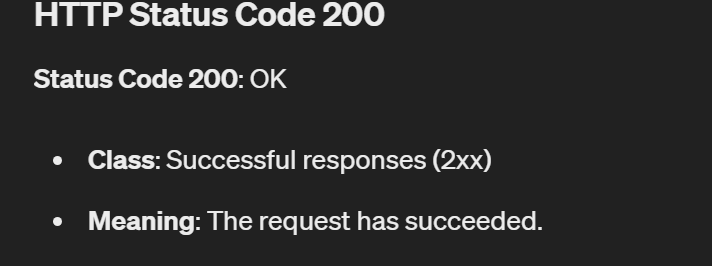 HTTP Status Code 200
Status Code 200: OK
• Class: Successful responses (2xx)
• Meaning: The request has succeeded.